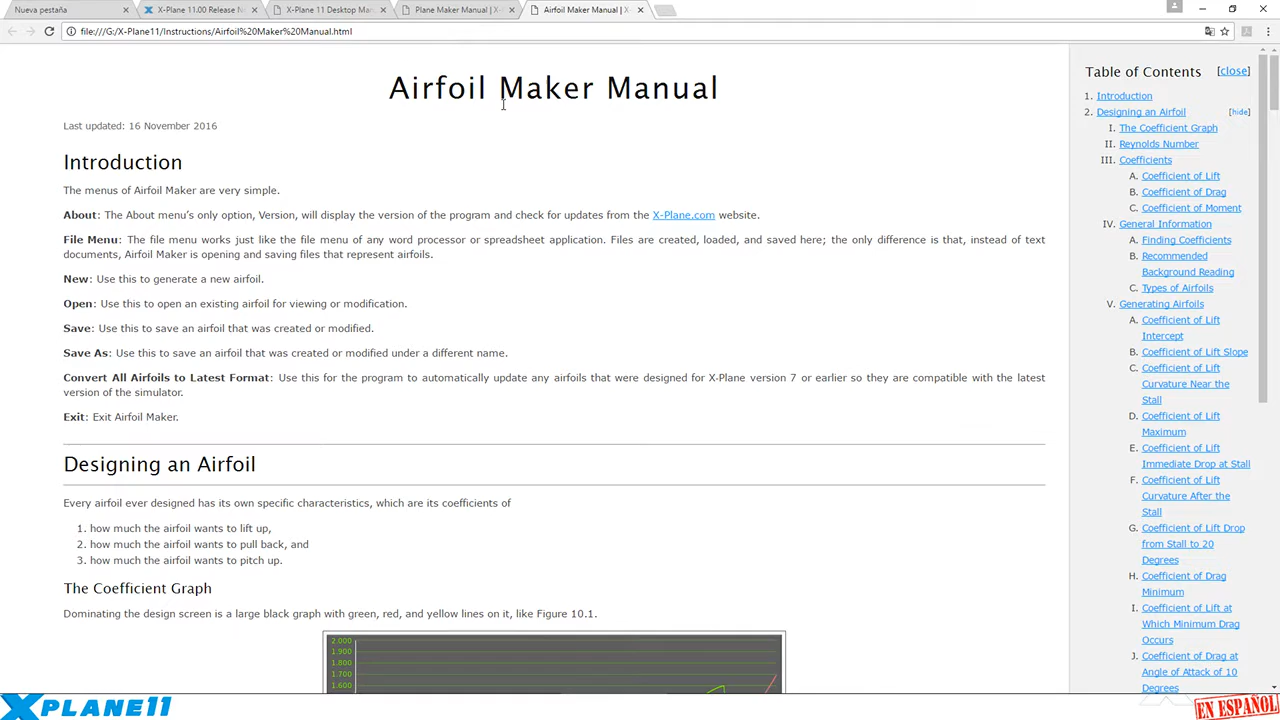 Nueva pestaña
X-Plane 11.00 Release N
X-Plane 11 Desktop Man
Plane Maker Manual | X-
Airfoil Maker Manual | X-
file:///G:/X-Plane11/Instructions/Airfoil%20Maker%20Manual.html
Airfoil Maker Manual
Last updated: 16 November 2016
Introduction
The menus of Airfoil Maker are very simple.
About: The About menu's only option, Version, will display the version of the program and check for updates from the X-Plane.com website.
File Menu: The file menu works just like the file menu of any word processor or spreadsheet application. Files are created, loaded, and saved here; the only difference is that, instead of text
documents, Airfoil Maker is opening and saving files that represent airfoils.
New: Use this to generate a new airfoil.
Open: Use this to open an existing airfoil for viewing or modification.
Save: Use this to save an airfoil that was created or modified.
Save As: Use this to save an airfoil that was created or modified under a different name.
Convert All Airfoils to Latest Format: Use this for the program to automatically update any airfoils that were designed for X-Plane version 7 or earlier so they are compatible with the latest
version of the simulator.
Exit: Exit Airfoil Maker.
Designing an Airfoil
Every airfoil ever designed has its own specific characteristics, which are its coefficients of
1. how much the airfoil wants to lift up,
2. how much the airfoil wants to pull back, and
3. how much the airfoil wants to pitch up.
The Coefficient Graph
Dominating the design screen is a large black graph with green, red, and yellow lines on it, like Figure 10.1.
2.000
1.900
1.800
1.700
1.600
Table of Contents [close]
1. Introduction
2. Designing an Airfoil [hide]
I. The Coefficient Graph
II. Reynolds Number
III. Coefficients
A. Coefficient of Lift
B. Coefficient of Drag
C. Coefficient of Moment
IV. General Information
A. Finding Coefficients
B. Recommended
Background Reading
C. Types of Airfoils
V. Generating Airfoils
A. Coefficient of Lift
Intercept
B. Coefficient of Lift Slope
C. Coefficient of Lift
Curvature Near the
Stall
D. Coefficient of Lift
Maximum
E. Coefficient of Lift
Immediate Drop at Stall
F. Coefficient of Lift
Curvature After the
Stall
G. Coefficient of Lift Drop
from Stall to 20
Degrees
H. Coefficient of Drag
Minimum
I. Coefficient of Lift at
Which Minimum Drag
Occurs
J. Coefficient of Drag at
Angle of Attack of 10
Degrees
XPLANE11
EN ESPAÑOL